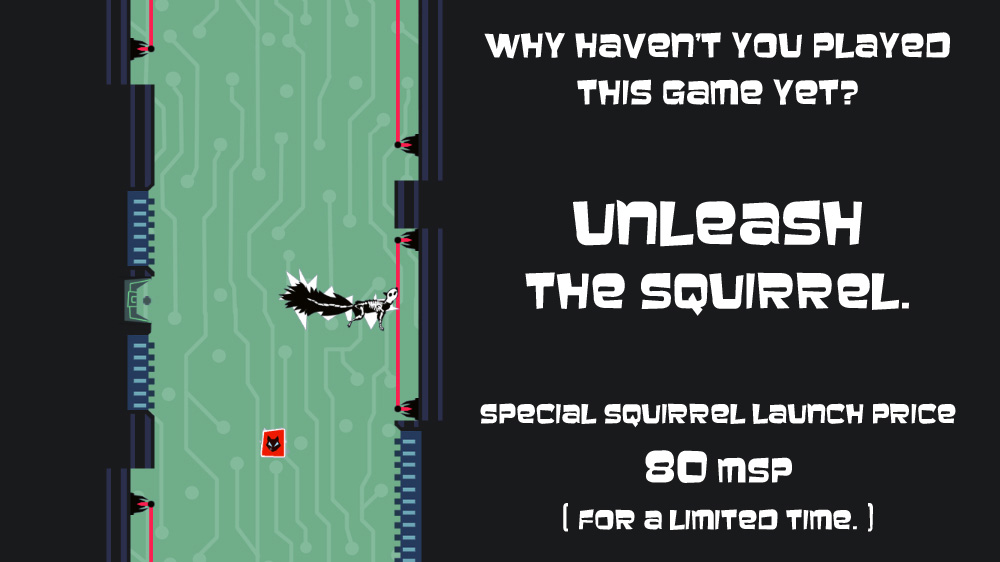 WHY Haven't YOU PLAYED
THIS Game YeT?
UNLeaSH
THE SQUIRREL.
SPECIAL SQUIRREL LAUNCH PRICE
80 MSP
( FOR a LIMITED TIME. )